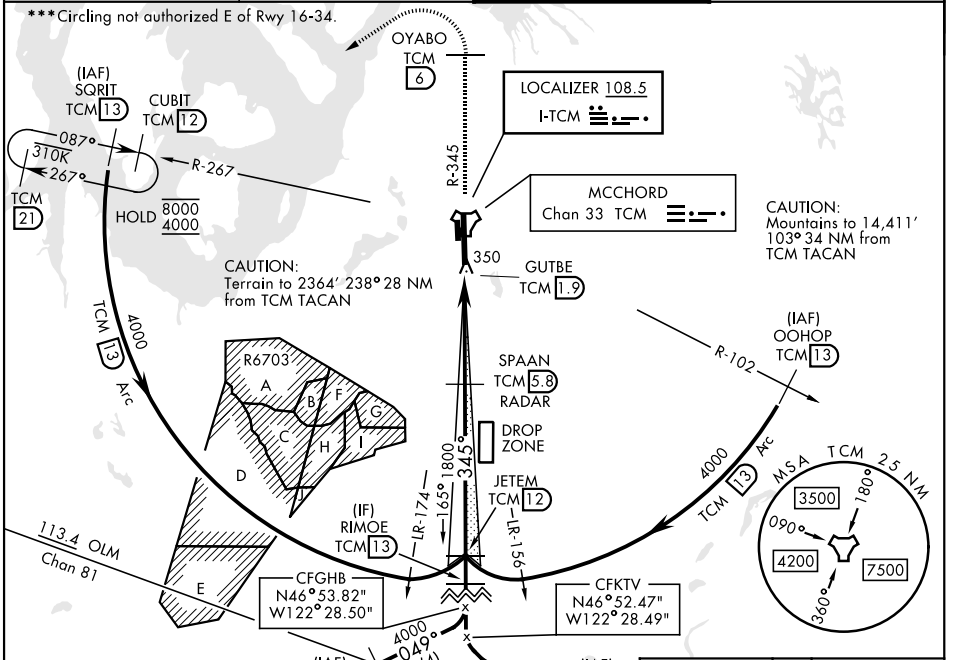 ***Circling not authorized E of Rwy 16-34.
OYABO
TCM
6
(IAF)
SQRIT
TCM 13
CUBIT
TCM 12
LOCALIZER 108.5
I-TCM
087°
310K
267°
R-267
R-345
TCM
21
HOLD 8000
4000
MCCHORD
Chan 33 TCM
CAUTION:
Mountains to 14,411'
103° 34 NM from
TCM TACAN
350
CAUTION:
Terrain to 2364' 238° 28 NM
from TCM TACAN
GUTBE
TCM 1.9
4000
TCM 13 Arc
(IAF)
OOHOP
TCM 13
R-102
R6703
A
B
F
G
C
H
I
D
J
E
SPAAN
TCM 5.8
RADAR
DROP
ZONE
1800
345°
165°
LR-174
JETEM
TCM 12
LR-156
4000
TCM 13 Arc
MSA TCM 25 NM
3500
180°
090°
4200
7500
360°
(IF)
RIMOE
TCM 13
113.4 OLM
Chan 81
CFGHB
N46° 53.82"
W122° 28.50"
CFKTV
N46° 52.47"
W122° 28.49"
x
x
4000
049°
(IAF)